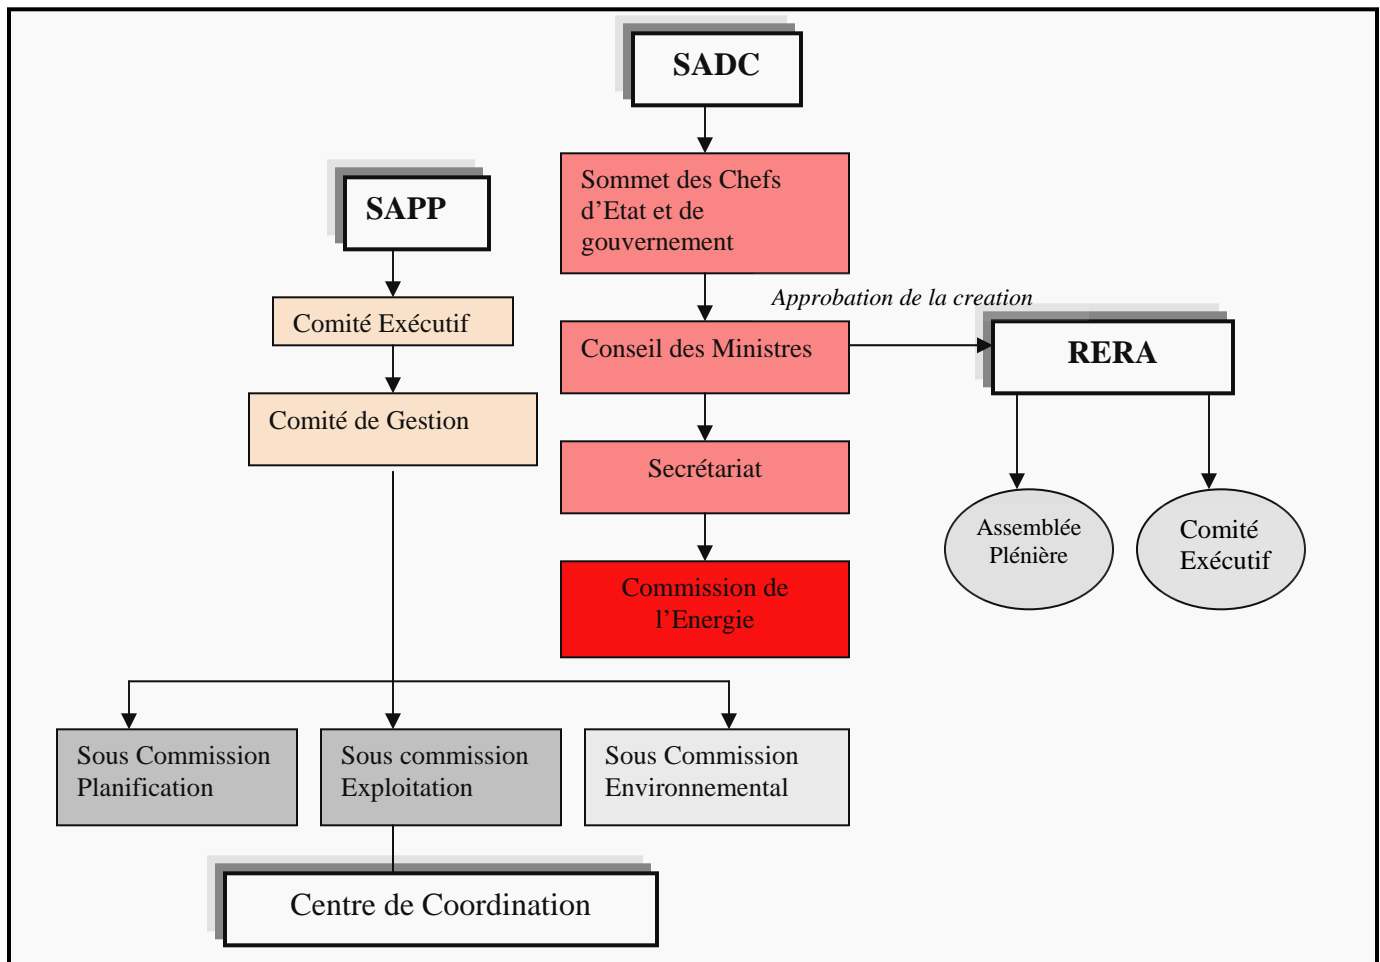 SADC
Sommet des Chefs
d’Etat et de
gouvernement
SAPP
Approbation de la creation
Comité Exécutif
Conseil des Ministres
RERA
Comité de Gestion
Secrétariat
Assemblée
Plénière
Comité
Exécutif
Commission de
l’Energie
Sous Commission
Planification
Sous commission
Exploitation
Sous Commission
Environnemental
Centre de Coordination